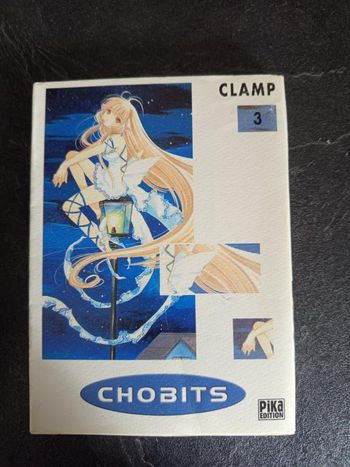 CLAMP
3
CHOBITS
PiKa
EDITION